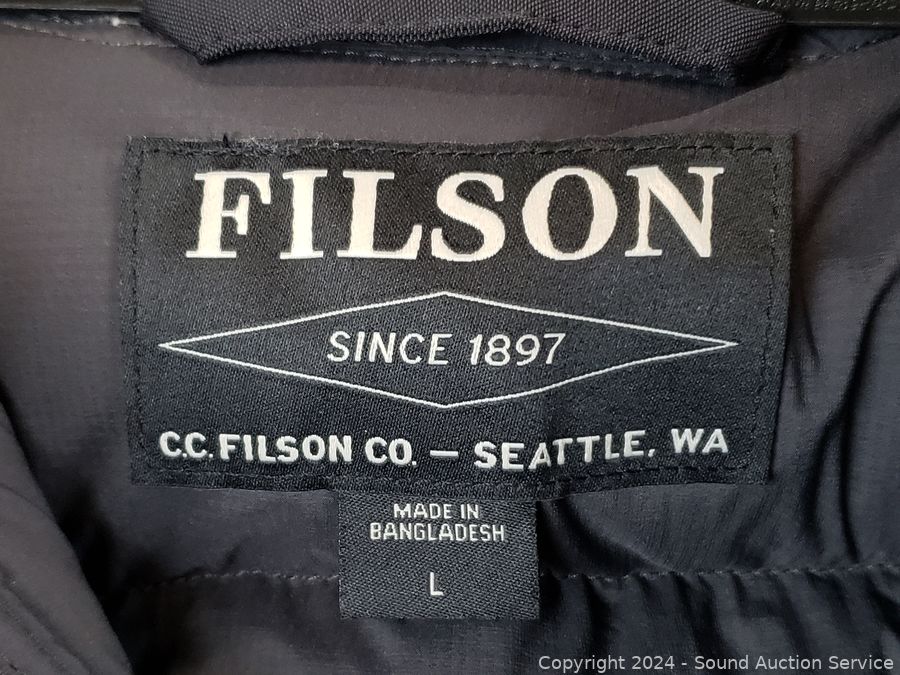 FILSON
SINCE 1897
C.C. FILSON CO. — SEATTLE, WA
MADE IN
BANGLADESH
L
Copyright 2024 - Sound Auction Service